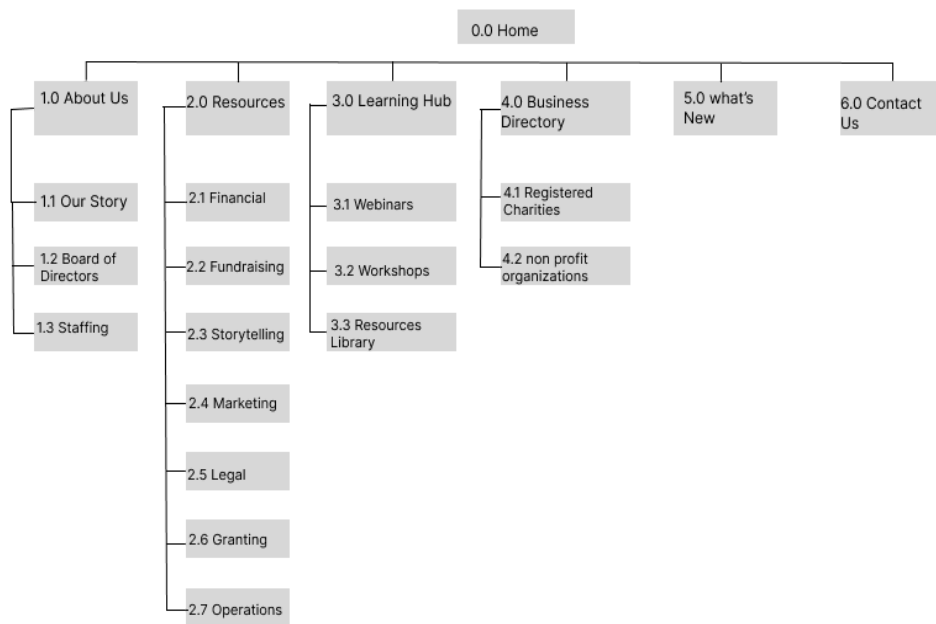 0.0 Home
1.0 About Us
1.1 Our Story
1.2 Board of
Directors
1.3 Staffing
2.0 Resources
2.1 Financial
2.2 Fundraising
2.3 Storytelling
2.4 Marketing
2.5 Legal
2.6 Granting
2.7 Operations
3.0 Learning Hub
3.1 Webinars
3.2 Workshops
3.3 Resources
Library
4.0 Business
Directory
4.1 Registered
Charities
4.2 non profit
organizations
5.0 what's
New
6.0 Contact
Us